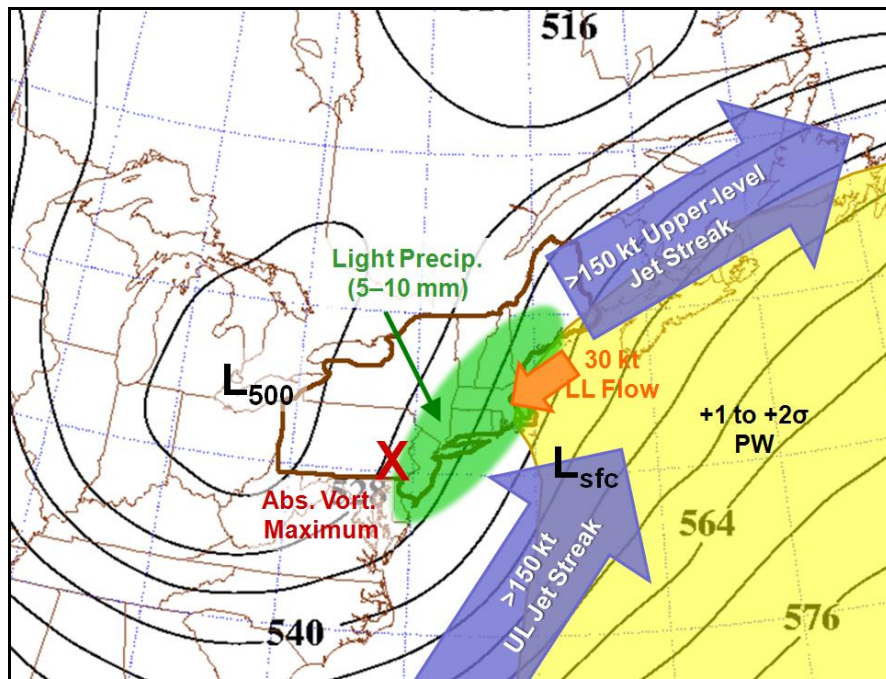 516
>150 kt Upper-level
Jet Streak
Light Precip.
(5–10 mm)
30 kt
LL Flow
L500
+1 to +2σ
PW
X
Lsfc
528
Abs. Vort.
Maximum
>150 kt
UL Jet Streak
564
576
540